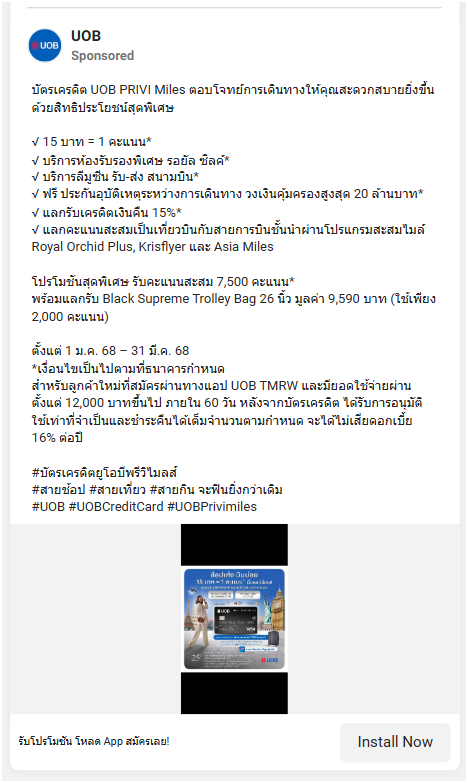 UOB
Sponsored
บัตรเครดิต UOB PRIVI Miles ตอบโจทย์การเดินทางให้คุณสะดวกสบายยิ่งขึ้น
ด้วยสิทธิประโยชน์สุดพิเศษ
√ 15 บาท = 1 คะแนน*
√ บริการห้องรับรองพิเศษ รอยัล ซิลค์*
√ บริการลีมูซีน รับ-ส่ง สนามบิน*
√ ฟรี ประกันอุบัติเหตุระหว่างการเดินทาง วงเงินคุ้มครองสูงสุด 20 ล้านบาท*
√ แลกรับเครดิตเงินคืน 15%*
√ แลกคะแนนสะสมเป็นเที่ยวบินกับสายการบินชั้นนำผ่านโปรแกรมสะสมไมล์
Royal Orchid Plus, Krisflyer และ Asia Miles
โปรโมชันสุดพิเศษ รับคะแนนสะสม 7,500 คะแนน*
พร้อมแลกรับ Black Supreme Trolley Bag 26 นิ้ว มูลค่า 9,590 บาท (ใช้เพียง
2,000 คะแนน)
ตั้งแต่ 1 ม.ค. 68 – 31 มี.ค. 68
*เงื่อนไขเป็นไปตามที่ธนาคารกำหนด
สำหรับลูกค้าใหม่ที่สมัครผ่านทางแอป UOB TMRW และมียอดใช้จ่ายผ่าน
ตั้งแต่ 12,000 บาทขึ้นไป ภายใน 60 วัน หลังจากบัตรเครดิต ได้รับการอนุมัติ
ใช้เท่าที่จำเป็นและชำระคืนได้เต็มจำนวนตามกำหนด จะได้ไม่เสียดอกเบี้ย
16% ต่อปี
#บัตรเครดิตยูโอบีพรีวิไมลส์
#สายช้อป #สายเที่ยว #สายกิน จะฟินยิ่งกว่าเดิม
#UOB #UOBCreditCard #UOBPrivimiles
ช้อปเก่ง บินบ่อย
15 บาท = 1 คะแนน*
UOB
VISA
UOB
รับโปรโมชัน โหลด App สมัครเลย!
Install Now